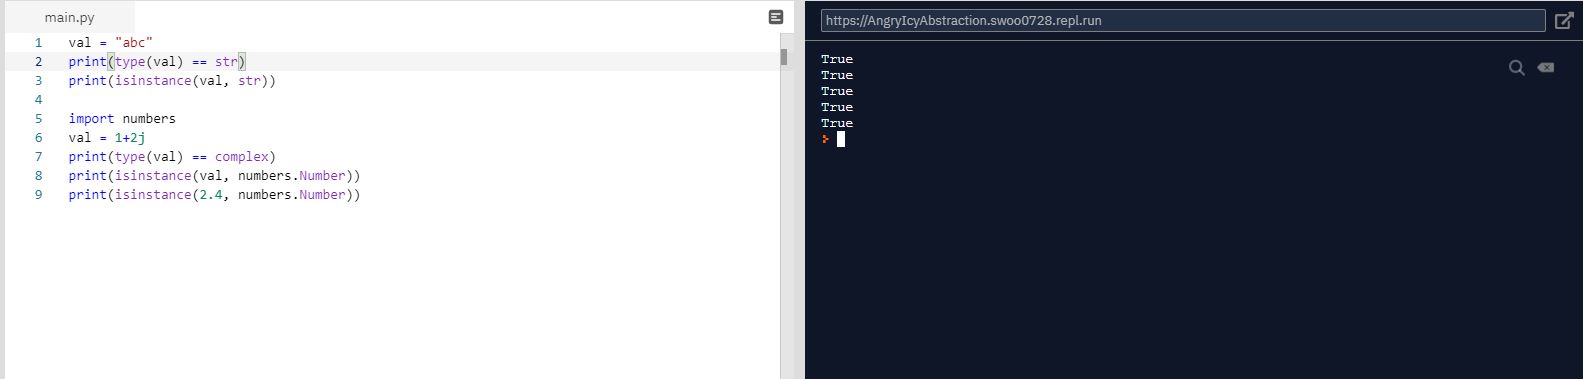 main.py
1 val = "abc"
2 print(type(val) == str)
3 print(isinstance(val, str))
4
5 import numbers
6 val = 1+2j
7 print(type(val) == complex)
8 print(isinstance(val, numbers.Number))
9 print(isinstance(2.4, numbers.Number))
https://AngryIcyAbstraction.swoo0728.repl.run
True
True
True
True
True